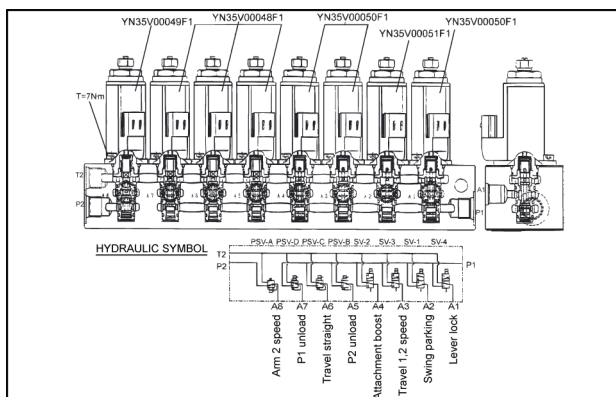 YN35V00049F1
YN35V00048F1
YN35V00050F1
YN35V00051F1
YN35V00050F1
T=7Nm
T2
P2
A7
A1
P1
HYDRAULIC SYMBOL
PSV-A PSV-D PSV-C PSV-B SV-2 SV-3 SV-1 SV-4
T2
P2
P1
A8 A7 A6 A5 A4 A3 A2 A1
Arm 2 speed
P1 unload
Travel straight
P2 unload
Attachment boost
Travel 1,2 speed
Swing parking
Lever lock